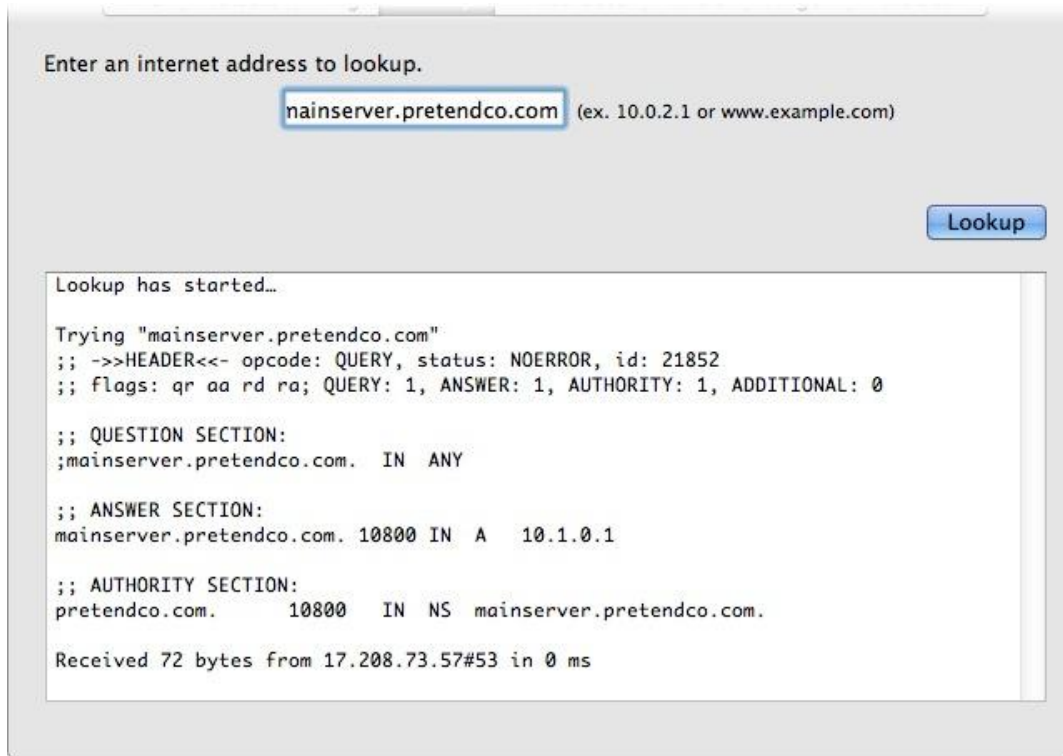 Enter an internet address to lookup.
mainserver.pretendco.com (ex. 10.0.2.1 or www.example.com)
Lookup
Lookup has started…
Trying "mainserver.pretendco.com"
;; ->>HEADER<<- opcode: QUERY, status: NOERROR, id: 21852
;; flags: qr aa rd ra; QUERY: 1, ANSWER: 1, AUTHORITY: 1, ADDITIONAL: 0
;; QUESTION SECTION:
;mainserver.pretendco.com. IN ANY
;; ANSWER SECTION:
mainserver.pretendco.com. 10800 IN A 10.1.0.1
;; AUTHORITY SECTION:
pretendco.com. 10800 IN NS mainserver.pretendco.com.
Received 72 bytes from 17.208.73.57#53 in 0 ms